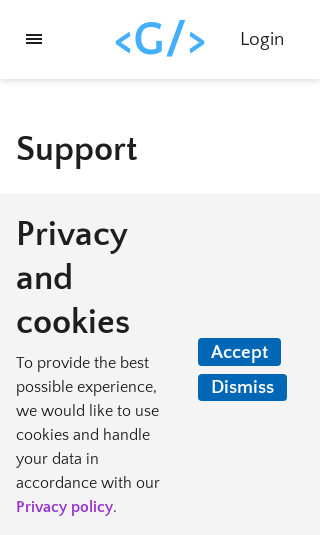 <G/>
Login
Support
Privacy
and
cookies
To provide the best
possible experience,
we would like to use
cookies and handle
your data in
accordance with our
Privacy policy.
Accept
Dismiss